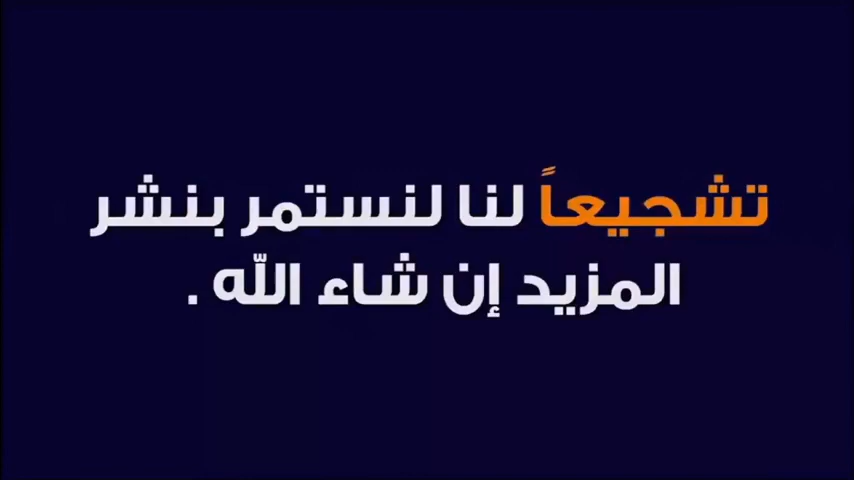 تشجيعاً لنا لنستمر بنشر
المزيد إن شاء الله .